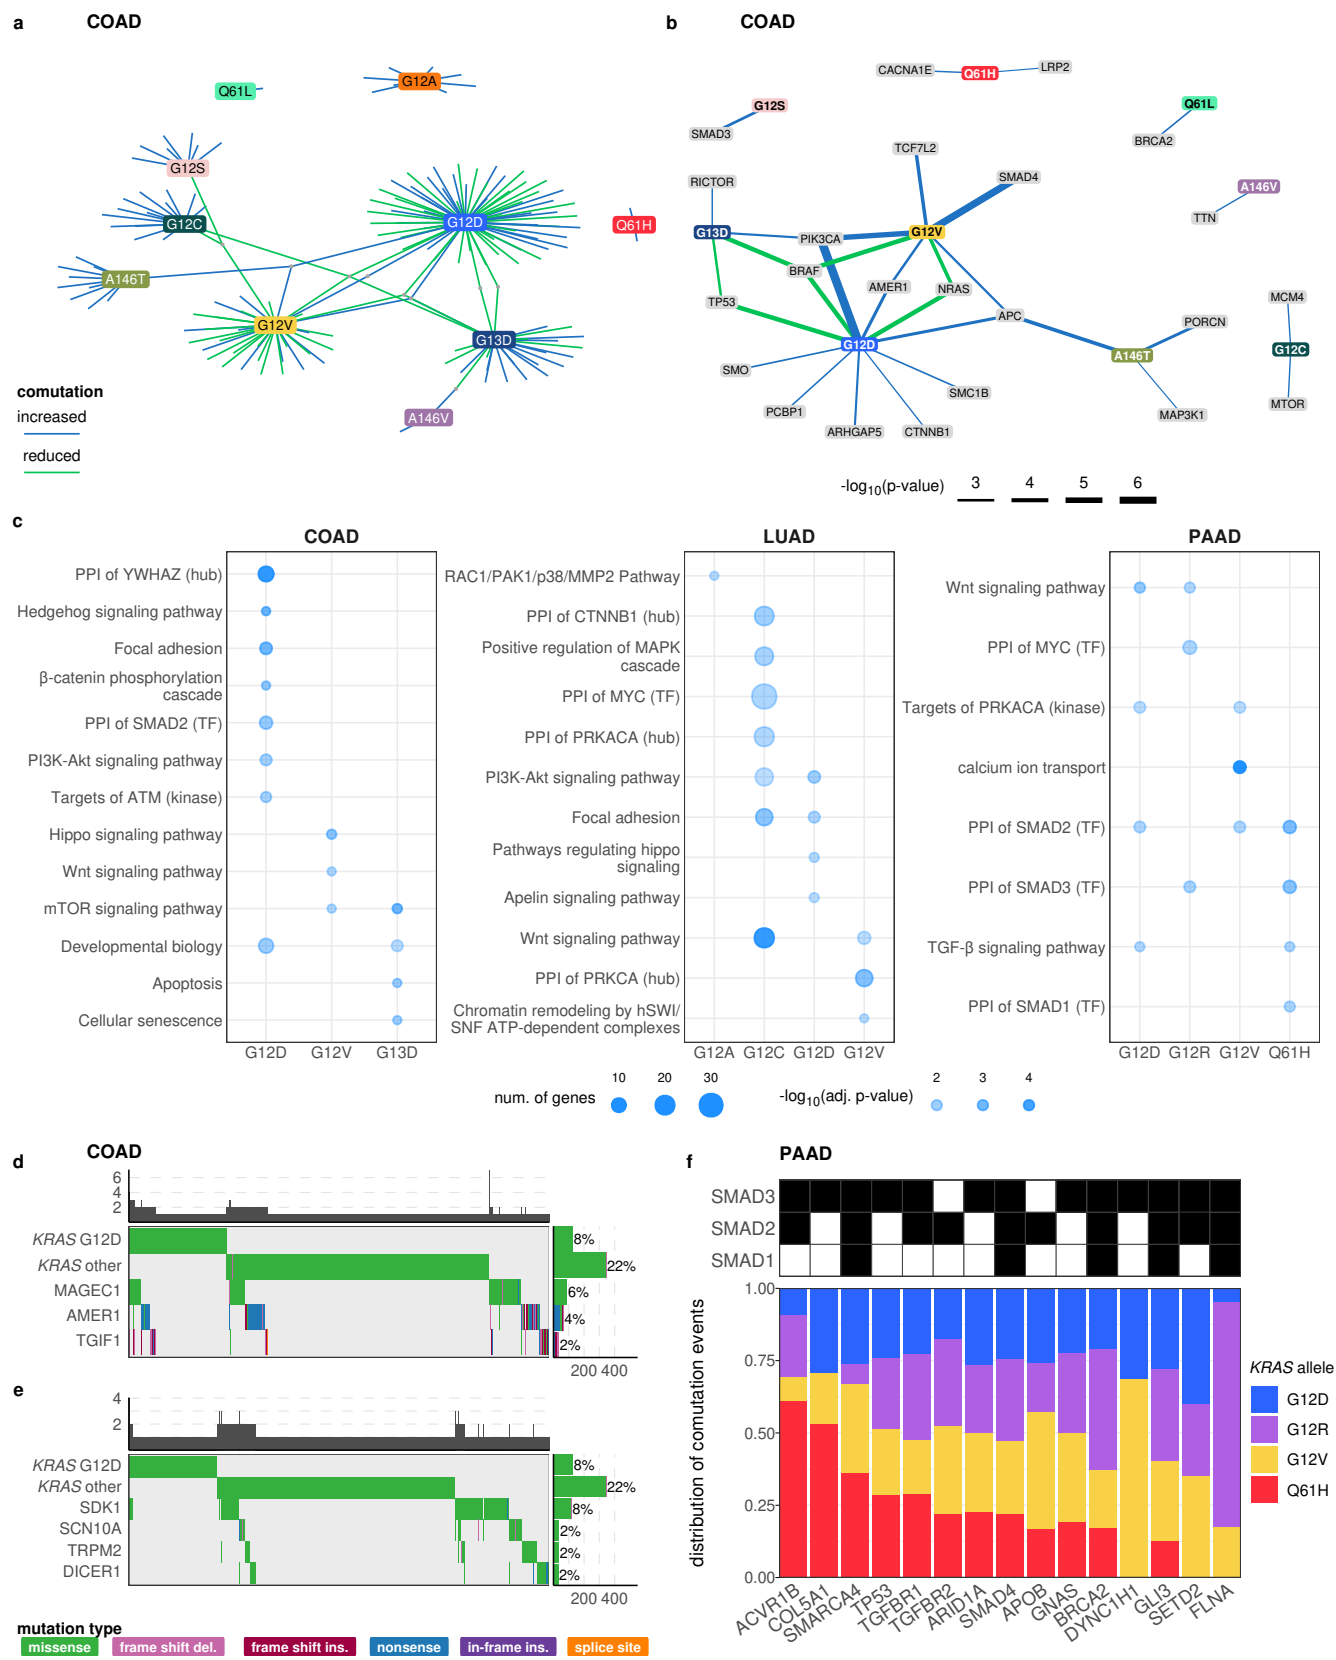 a
COAD
G12A
Q61L
G12S
G12C
G12D
Q61H
A146T
G12V
G13D
A146V
comutation
increased
reduced
b
COAD
CACNA1E
Q61H
LRP2
G12S
SMAD3
Q61L
BRCA2
TCF7L2
RICTOR
SMAD4
A146V
TTN
G13D
PIK3CA
G12V
BRAF
AMER1
NRAS
TP53
MCM4
APC
PORCN
G12D
A146T
G12C
SMO
SMC1B
PCBP1
MTOR
MAP3K1
ARHGAP5
CTNNB1
-log10(p-value)
3
4
5
6
c
COAD
PPI of YWHAZ (hub)
Hedgehog signaling pathway
Focal adhesion
β-catenin phosphorylation
cascade
PPI of SMAD2 (TF)
PI3K-Akt signaling pathway
Targets of ATM (kinase)
Hippo signaling pathway
Wnt signaling pathway
mTOR signaling pathway
Developmental biology
Apoptosis
Cellular senescence
G12D
G12V
G13D
LUAD
RAC1/PAK1/p38/MMP2 Pathway
PPI of CTNNB1 (hub)
Positive regulation of MAPK
cascade
PPI of MYC (TF)
PPI of PRKACA (hub)
PI3K-Akt signaling pathway
Focal adhesion
Pathways regulating hippo
signaling
Apelin signaling pathway
Wnt signaling pathway
PPI of PRKCA (hub)
Chromatin remodeling by hSWI/
SNF ATP-dependent complexes
G12A
G12C
G12D
G12V
PAAD
Wnt signaling pathway
PPI of MYC (TF)
Targets of PRKACA (kinase)
calcium ion transport
PPI of SMAD2 (TF)
PPI of SMAD3 (TF)
TGF-β signaling pathway
PPI of SMAD1 (TF)
G12D
G12R
G12V
Q61H
num. of genes
10
20
30
-log10(adj. p-value)
2
3
4
d
COAD
6
4
2
KRAS G12D
KRAS other
MAGEC1
AMER1
TGIF1
8%
22%
6%
4%
2%
200 400
e
4
2
KRAS G12D
KRAS other
SDK1
SCN10A
TRPM2
DICER1
8%
22%
8%
2%
2%
2%
200 400
mutation type
missense
frame shift del.
frame shift ins.
nonsense
in-frame ins.
splice site
f
PAAD
SMAD3
SMAD2
SMAD1
distribution of comutation events
1.00
0.75
0.50
0.25
0.00
ACVR1B
COL5A1
SMARCA4
TP53
TGFBR1
TGFBR2
ARID1A
SMAD4
APOB
GNAS
BRCA2
DYNC1H1
GLI3
SETD2
FLNA
KRAS allele
G12D
G12R
G12V
Q61H